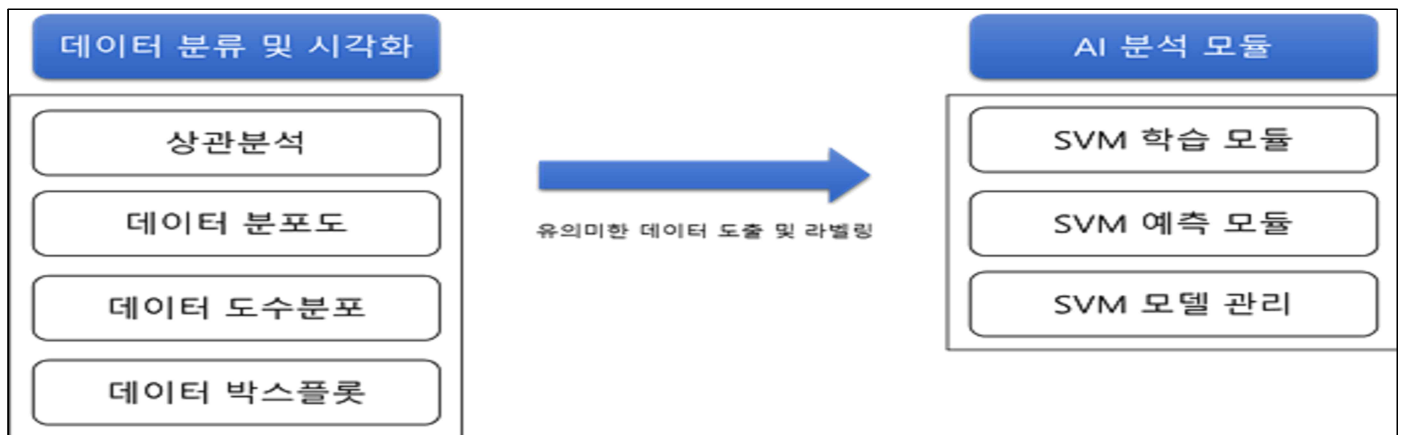 데이터 분류 및 시각화
상관분석
데이터 분포도
데이터 도수분포
데이터 박스플롯
유의미한 데이터 도출 및 라벨링
AI 분석 모듈
SVM 학습 모듈
SVM 예측 모듈
SVM 모델 관리